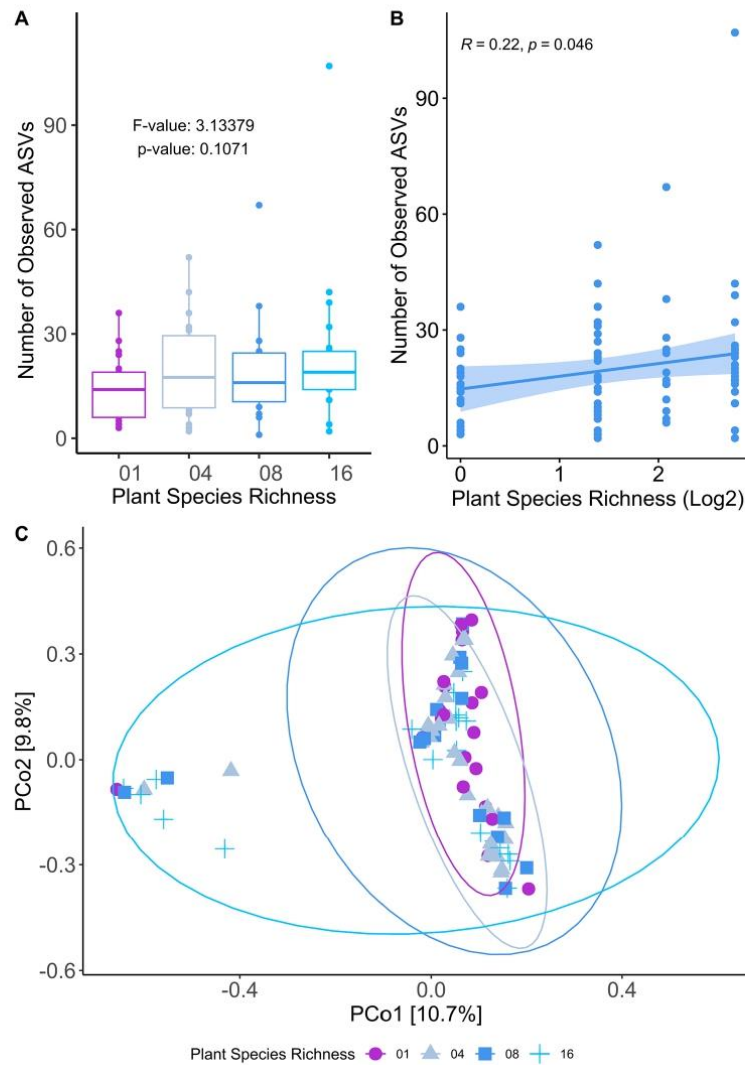 A
Number of Observed ASVs
90
60
30
0
F-value: 3.13379
p-value: 0.1071
01 04 08 16
Plant Species Richness
B
Number of Observed ASVs
90
60
30
0
R = 0.22, p = 0.046
0 1 2
Plant Species Richness (Log2)
C
PCo2 [9.8%]
0.6
0.3
0.0
-0.3
-0.6
-0.4 0.0 0.4
PCo1 [10.7%]
Plant Species Richness 01 04 08 16